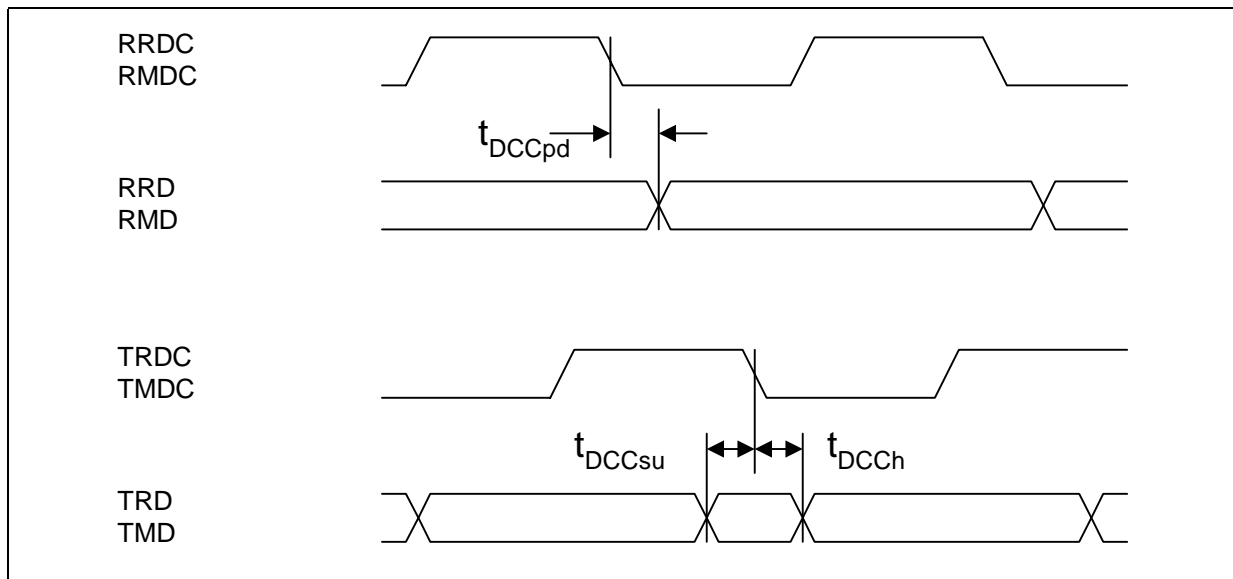 RRDC
RMDC
tDCCpd
RRD
RMD
TRDC
TMDC
tDCCsu
tDCCh
TRD
TMD